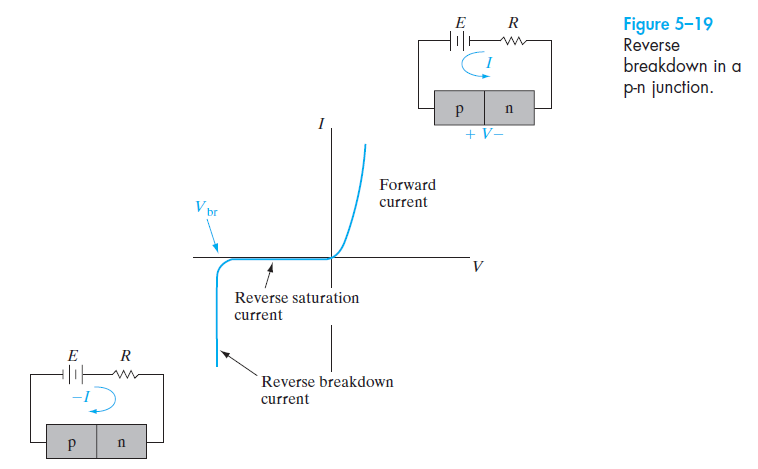 E R
Figure 5–19
Reverse
breakdown in a
p-n junction.
I
p n
+ V −
I
Forward
current
V br
V
Reverse saturation
current
E R
−I
Reverse breakdown
current
p n